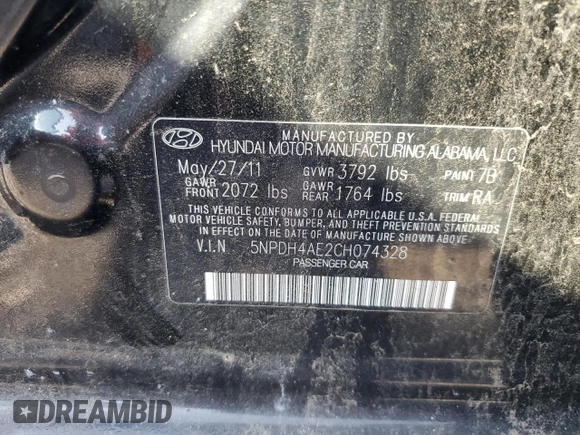 MANUFACTURED BY
HYUNDAI MOTOR MANUFACTURING ALABAMA, LLC
May/27/11 GVWR 3792 lbs PAINT 7B
GAWR FRONT 2072 lbs GAWR REAR 1764 lbs TRIM RA
THIS VEHICLE CONFORMS TO ALL APPLICABLE U.S.A. FEDERAL
MOTOR VEHICLE SAFETY, BUMPER, AND THEFT PREVENTION STANDARDS
IN EFFECT ON THE DATE OF MANUFACTURE SHOWN ABOVE.
V.I.N 5NPDH4AE2CH074328
PASSENGER CAR
DREAMBID